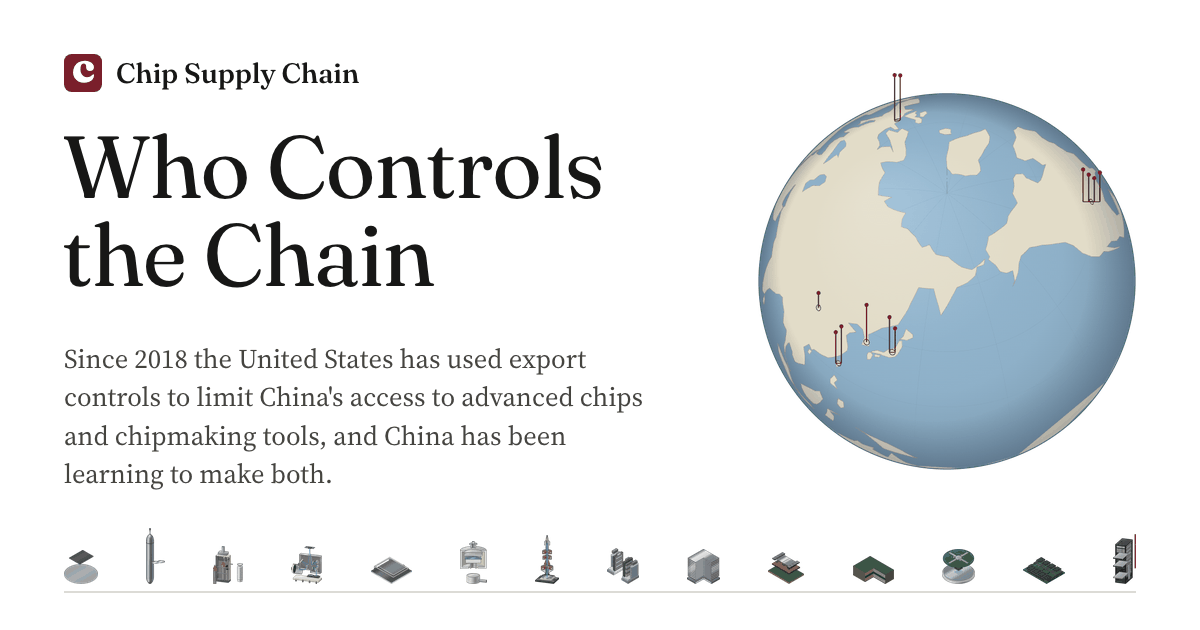 c Chip Supply Chain
Who Controls
the Chain
Since 2018 the United States has used export
controls to limit China's access to advanced chips
and chipmaking tools, and China has been
learning to make both.